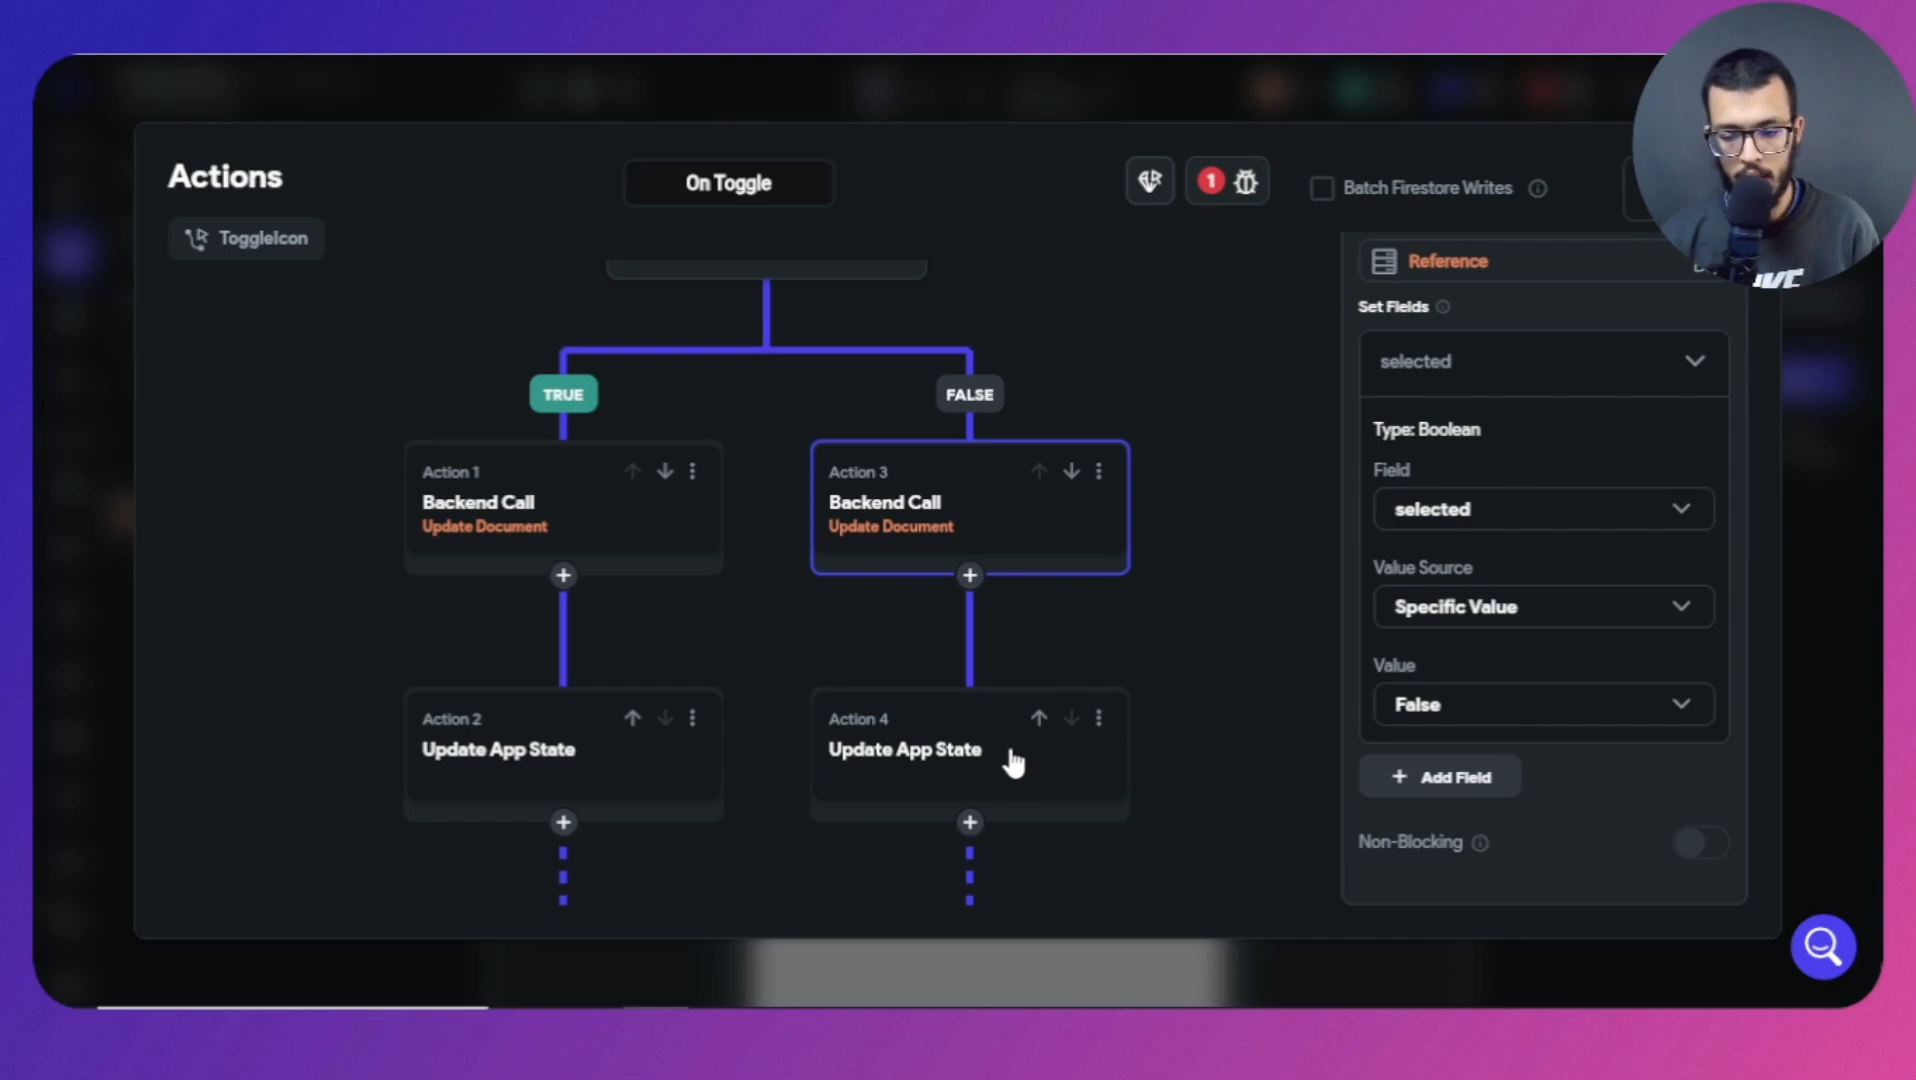 Actions
On Toggle
1
Batch Firestore Writes
ToggleIcon
Reference
Set Fields
selected
TRUE
FALSE
Type: Boolean
Action 1
Backend Call
Update Document
Action 3
Backend Call
Update Document
Field
selected
Value Source
Specific Value
Value
False
Action 2
Update App State
Action 4
Update App State
+ Add Field
Non-Blocking